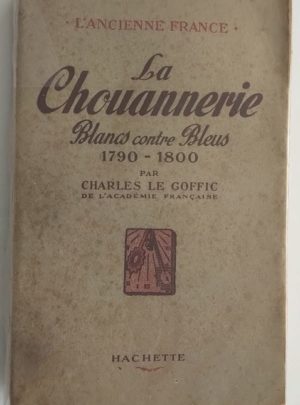 L'ANCIENNE FRANCE
La
Chouannerie
Blancs contre Bleus
1790 - 1800
PAR
CHARLES LE GOFFIC
DE L'ACADÉMIE FRANÇAISE
HACHETTE